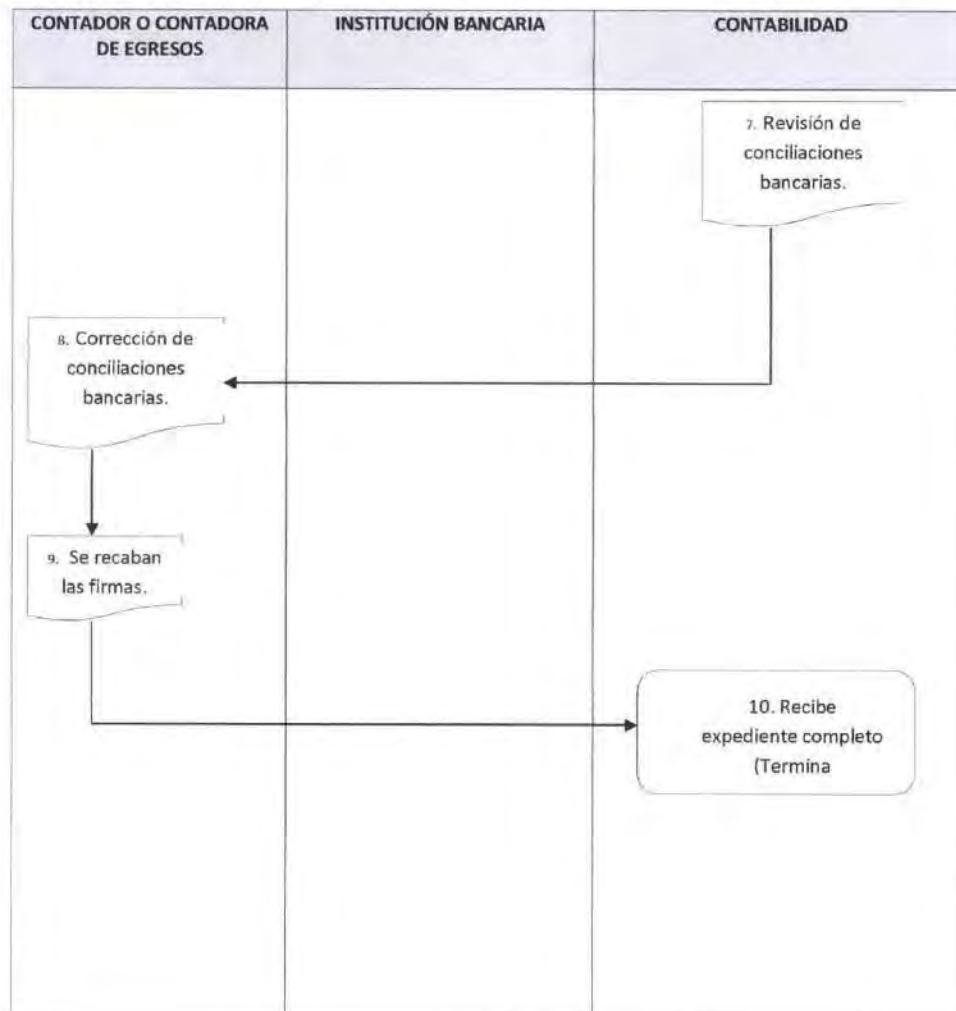 CONTADOR O CONTADORA
DE EGRESOS
INSTITUCIÓN BANCARIA
CONTABILIDAD
7. Revisión de
conciliaciones
bancarias.
8. Corrección de
conciliaciones
bancarias.
9. Se recaban
las firmas.
10. Recibe
expediente completo
(Termina